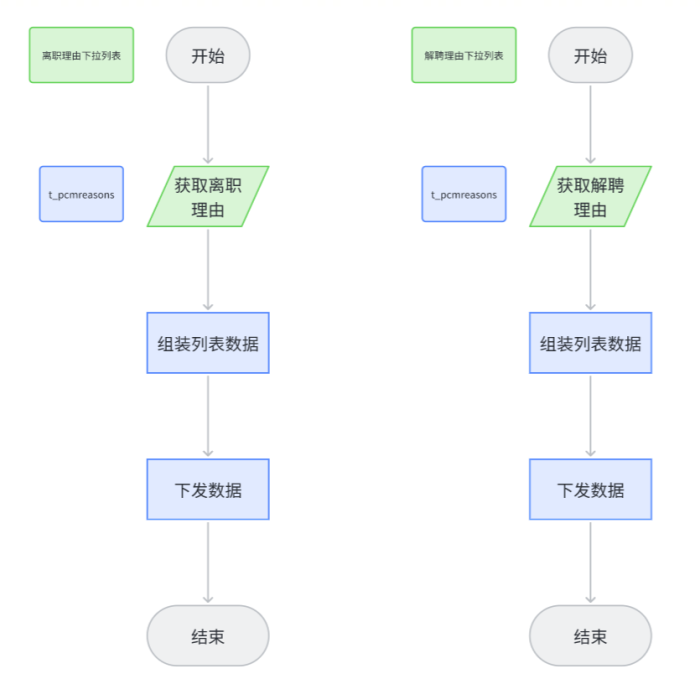 离职理由下拉列表
开始
t_pcmreasons
获取离职
理由
组装列表数据
下发数据
结束
解聘理由下拉列表
开始
t_pcmreasons
获取解聘
理由
组装列表数据
下发数据
结束